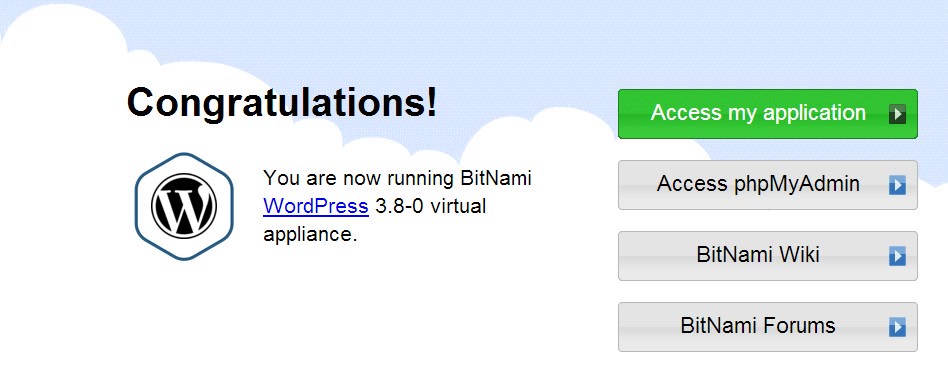 Congratulations!
You are now running BitNami
WordPress 3.8-0 virtual
appliance.
Access my application
Access phpMyAdmin
BitNami Wiki
BitNami Forums